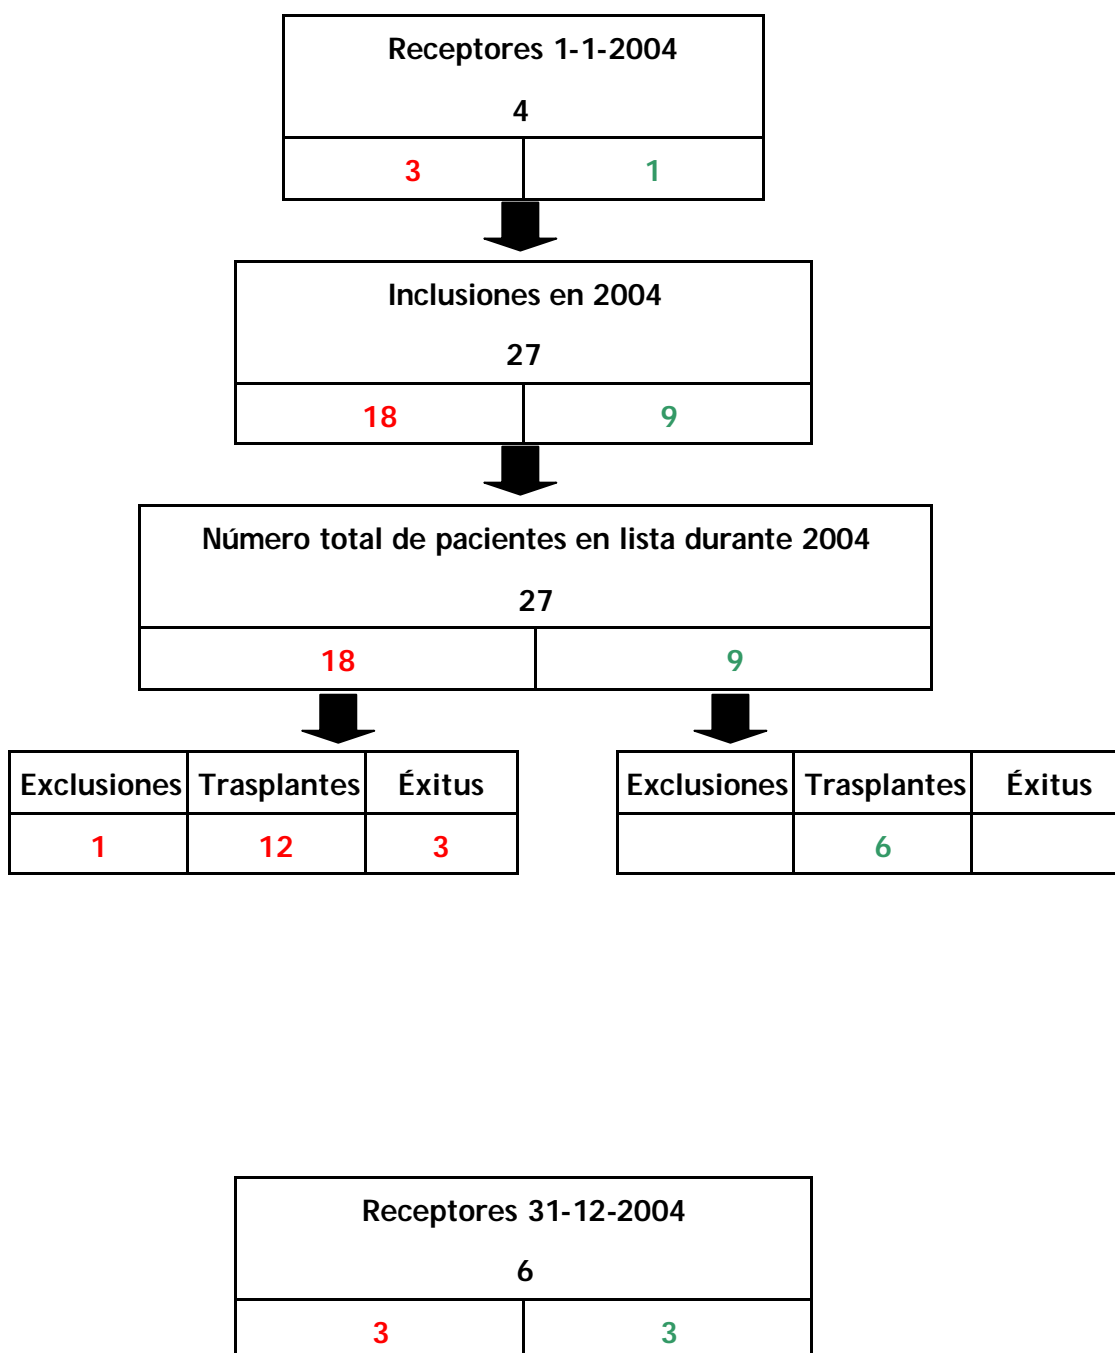 Receptores 1-1-2004
4
3 1
Inclusiones en 2004
27
18 9
Número total de pacientes en lista durante 2004
27
18 9
Exclusiones Trasplantes Éxitus
1 12 3
Exclusiones Trasplantes Éxitus
6
Receptores 31-12-2004
6
3 3